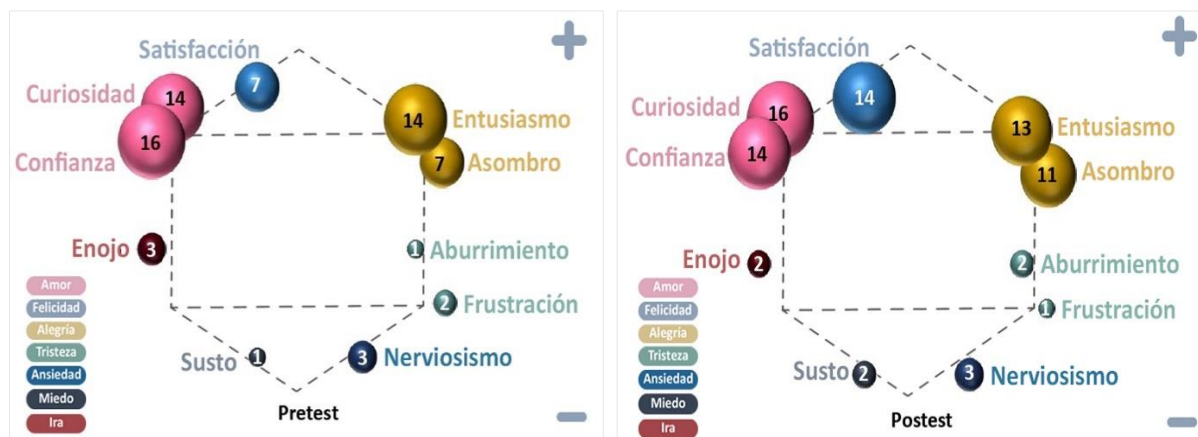 +
Satisfacción
7
Curiosidad
14
Confianza
16
14
Entusiasmo
7
Asombro
Enojo
3
1
Aburrimiento
2
Frustración
Susto
1
3
Nerviosismo
Amor
Felicidad
Alegría
Tristeza
Ansiedad
Miedo
Ira
Pretest
−
+
Satisfacción
14
Curiosidad
16
Confianza
14
13
Entusiasmo
11
Asombro
Enojo
2
2
Aburrimiento
1
Frustración
Susto
2
3
Nerviosismo
Amor
Felicidad
Alegría
Tristeza
Ansiedad
Miedo
Ira
Postest
−